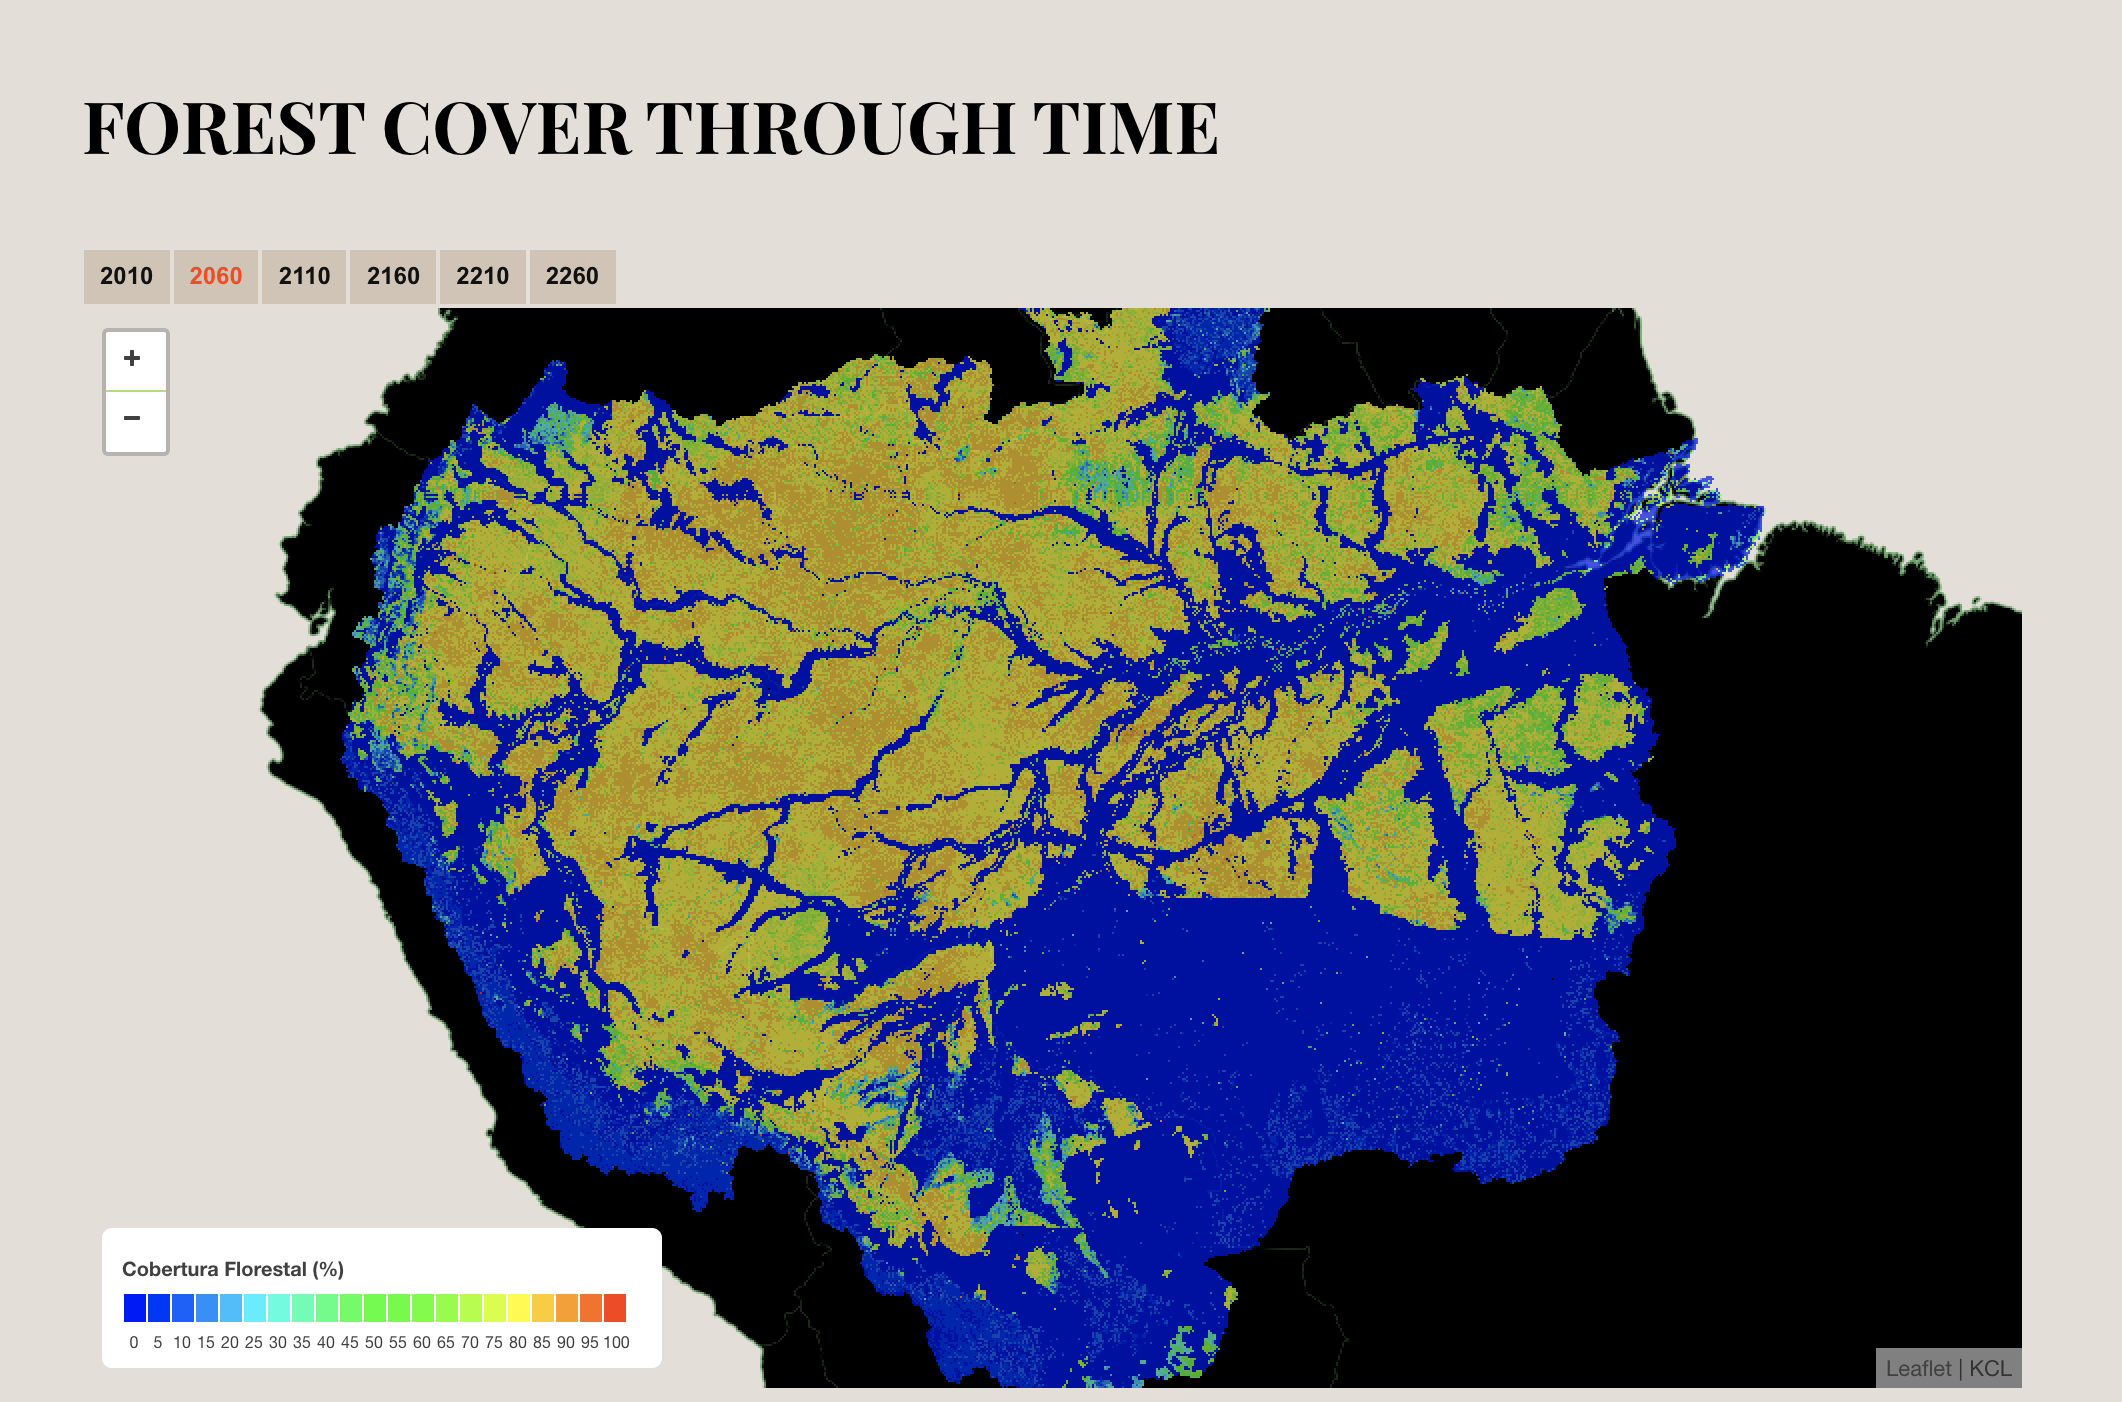 FOREST COVER THROUGH TIME
2010 2060 2110 2160 2210 2260
+
−
Cobertura Florestal (%)
0 5 10 15 20 25 30 35 40 45 50 55 60 65 70 75 80 85 90 95 100
Leaflet | KCL